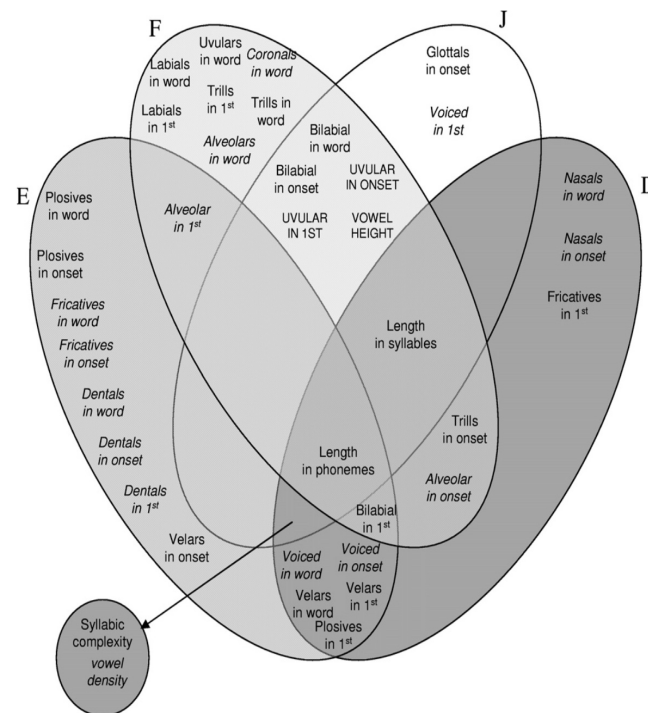 F
J
E
D
Uvulars
in word
Coronals
in word
Labials
in word
Trills
in 1st
Trills in
word
Labials
in 1st
Alveolars
in word
Alveolar
in 1st
Bilabial
in word
Bilabial
in onset
UVULAR
IN ONSET
UVULAR
IN 1ST
VOWEL
HEIGHT
Glottals
in onset
Voiced
in 1st
Nasals
in word
Nasals
in onset
Fricatives
in 1st
Plosives
in word
Plosives
in onset
Fricatives
in word
Fricatives
in onset
Dentals
in word
Dentals
in onset
Dentals
in 1st
Velars
in onset
Length
in syllables
Length
in phonemes
Trills
in onset
Alveolar
in onset
Bilabial
in 1st
Voiced
in word
Voiced
in onset
Velars
in word
Velars
in 1st
Plosives
in 1st
Syllabic
complexity
vowel
density